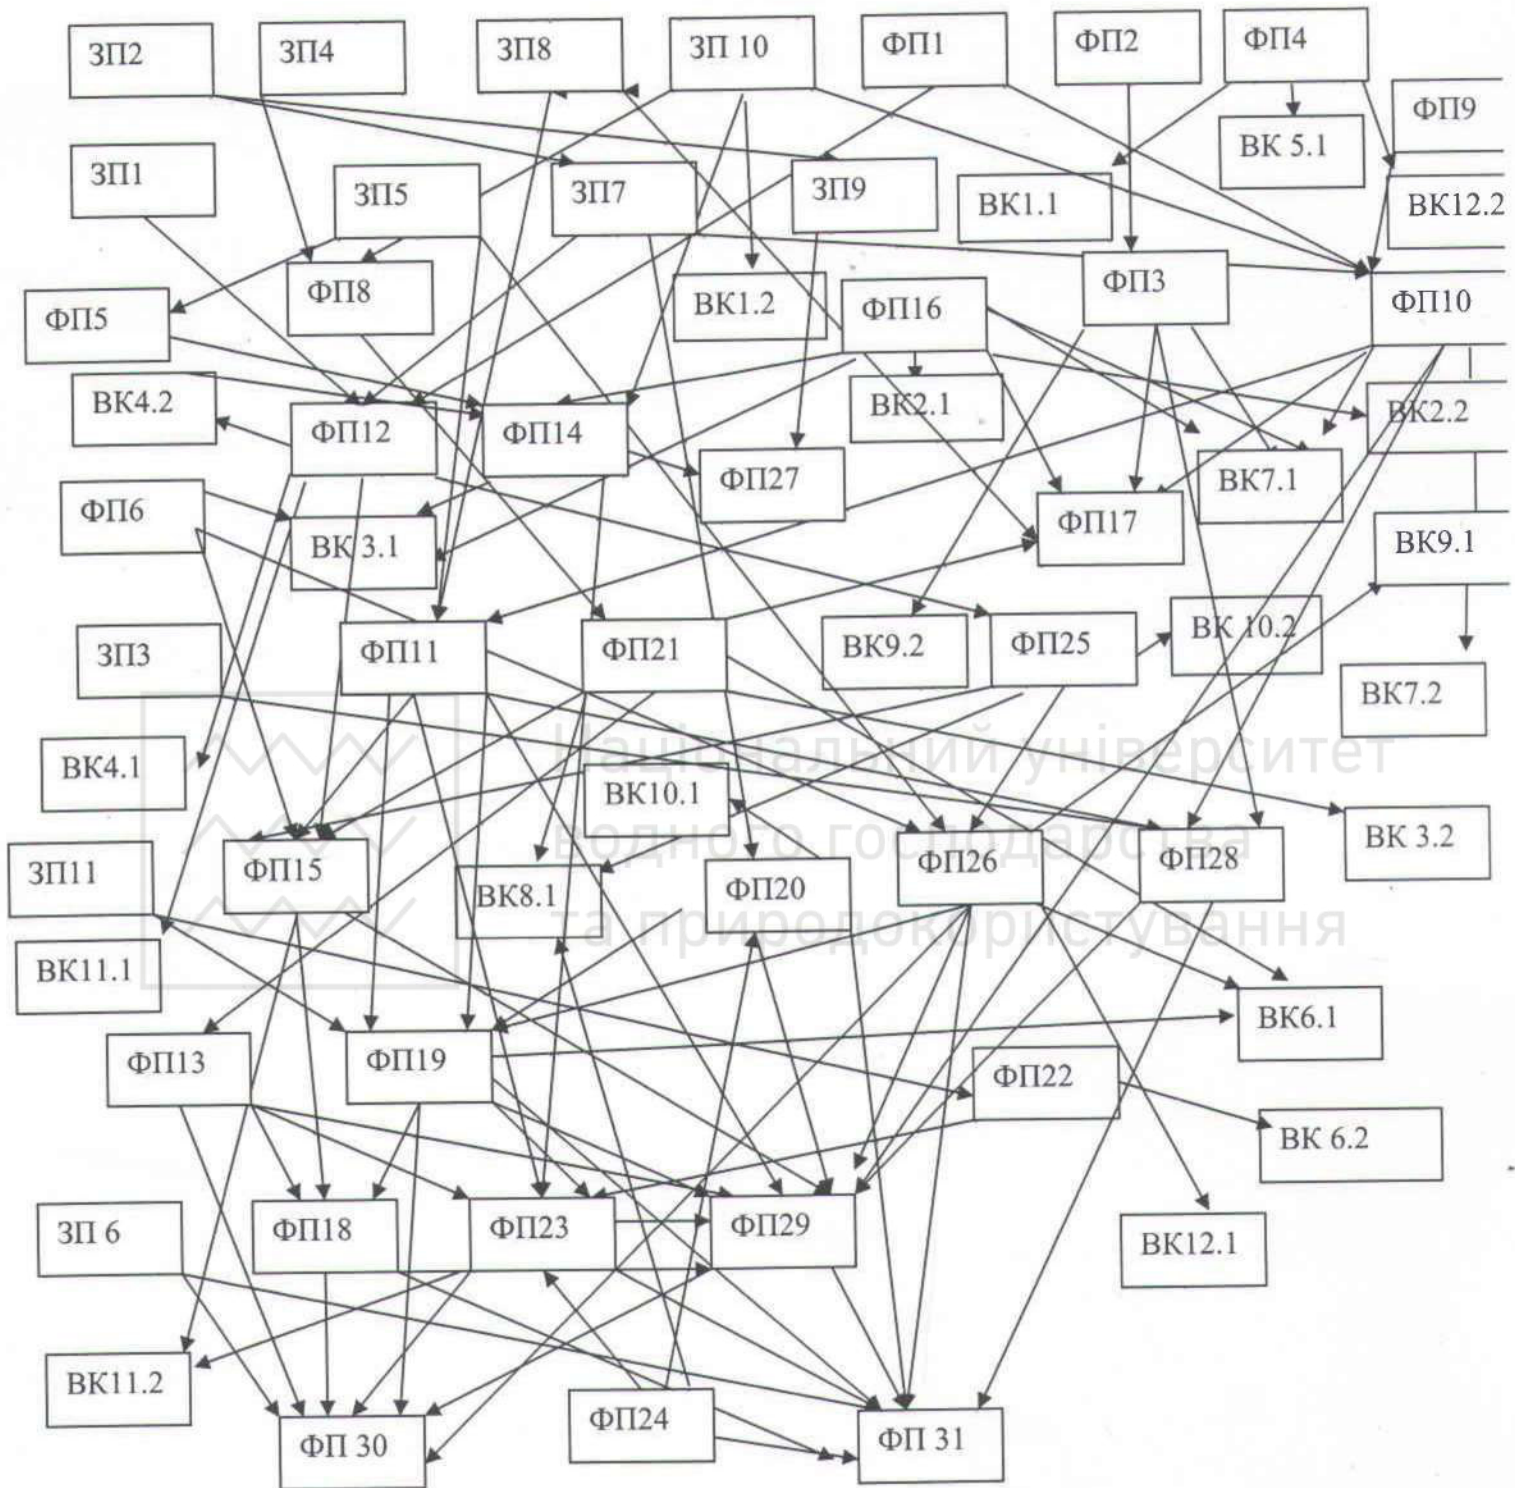 ЗП2
ЗП4
ЗП8
ЗП 10
ФП1
ФП2
ФП4
ФП9
ВК 5.1
ЗП1
ЗП5
ЗП7
ЗП9
ВК1.1
ВК12.2
ФП5
ФП8
ВК1.2
ФП16
ФП3
ФП10
ВК4.2
ФП12
ФП14
ФП27
ВК2.1
ВК2.2
ВК7.1
ФП6
ВК 3.1
ФП17
ВК9.1
ЗП3
ФП11
ФП21
ВК9.2
ФП25
ВК 10.2
ВК7.2
ВК4.1
ВК10.1
Національний університет
водного господарства
та природокористування
ЗП11
ФП15
ВК8.1
ФП20
ФП26
ФП28
ВК 3.2
ВК11.1
ВК6.1
ФП13
ФП19
ФП22
ВК 6.2
ЗП 6
ФП18
ФП23
ФП29
ВК12.1
ВК11.2
ФП 30
ФП24
ФП 31